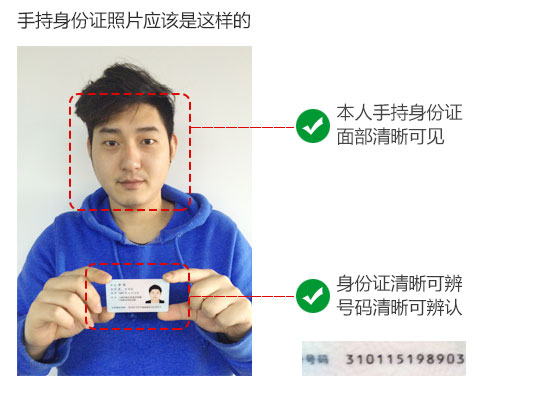 手持身份证照片应该是这样的
本人手持身份证
面部清晰可见
身份证清晰可辨
号码清晰可辨认
号码 310115198903